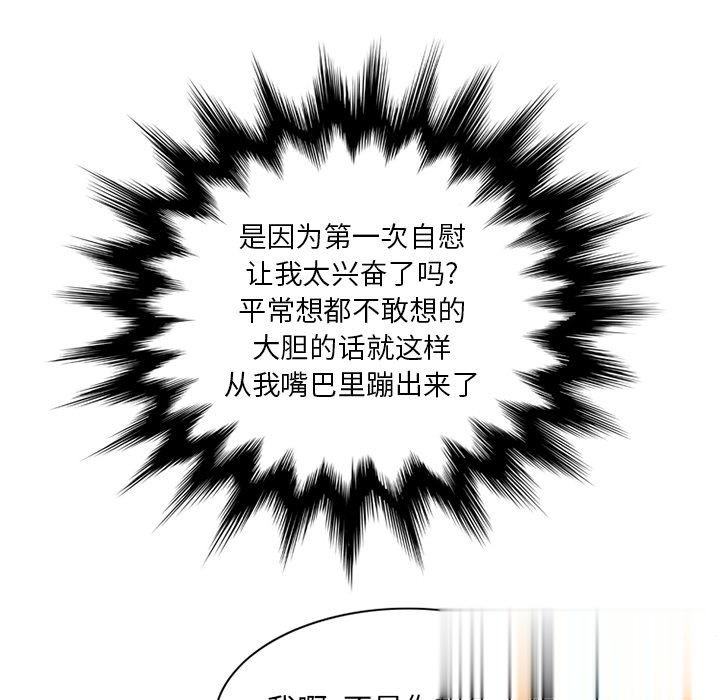 是因为第一次自慰
让我太兴奋了吗?
平常想都不敢想的
大胆的话就这样
从我嘴巴里蹦出来了